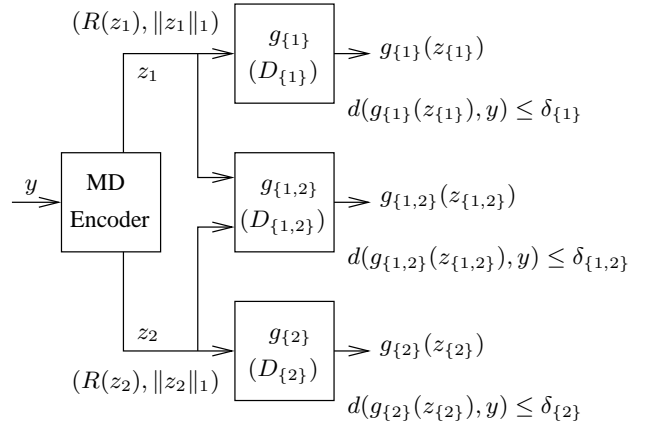 (R(z_1), ‖z_1‖_1)
z_1
g_{\{1\}}
(D_{\{1\}})
g_{\{1\}}(z_{\{1\}})
d(g_{\{1\}}(z_{\{1\}}), y) ≤ δ_{\{1\}}
y
MD
Encoder
g_{\{1,2\}}
(D_{\{1,2\}})
g_{\{1,2\}}(z_{\{1,2\}})
d(g_{\{1,2\}}(z_{\{1,2\}}), y) ≤ δ_{\{1,2\}}
z_2
(R(z_2), ‖z_2‖_1)
g_{\{2\}}
(D_{\{2\}})
g_{\{2\}}(z_{\{2\}})
d(g_{\{2\}}(z_{\{2\}}), y) ≤ δ_{\{2\}}